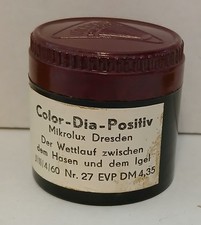 Color-Dia-Positiv
Mikrolux Dresden
Der Wettlauf zwischen
dem Hasen und dem Igel
Nr. 27 EVP DM 4,35